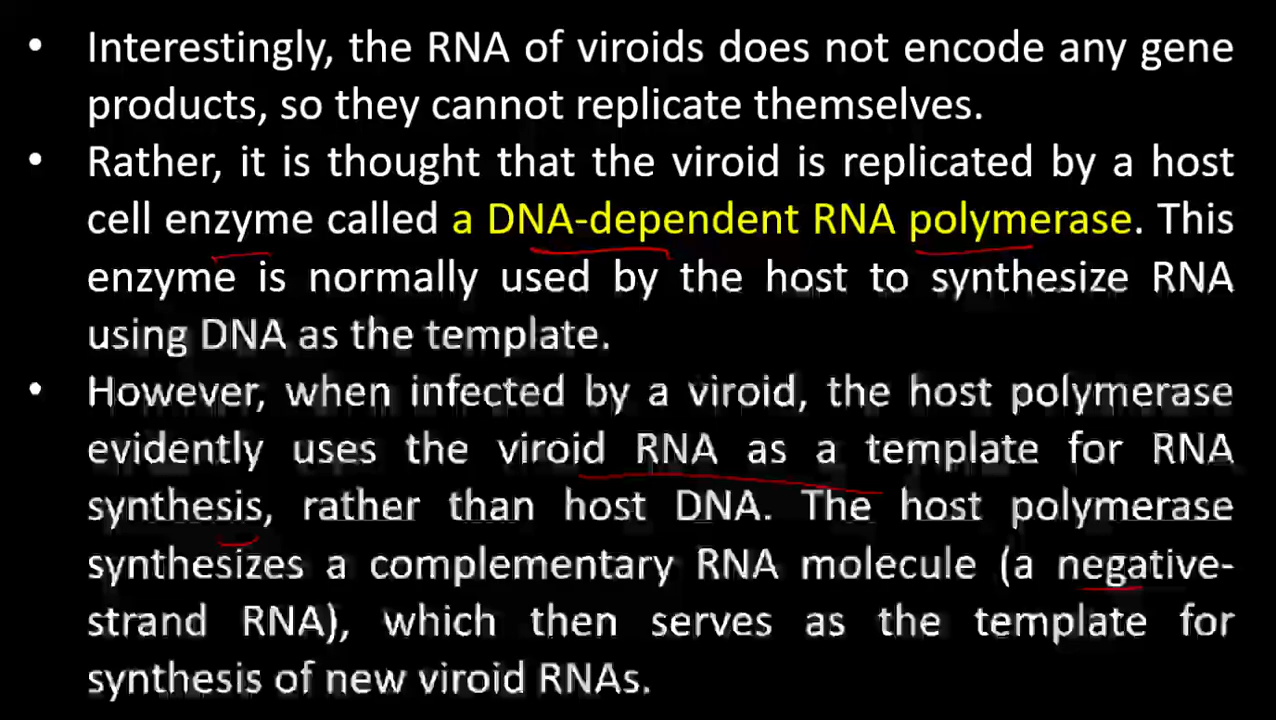 • Interestingly, the RNA of viroids does not encode any gene
products, so they cannot replicate themselves.
• Rather, it is thought that the viroid is replicated by a host
cell enzyme called a DNA-dependent RNA polymerase. This
enzyme is normally used by the host to synthesize RNA
using DNA as the template.
• However, when infected by a viroid, the host polymerase
evidently uses the viroid RNA as a template for RNA
synthesis, rather than host DNA. The host polymerase
synthesizes a complementary RNA molecule (a negative-
strand RNA), which then serves as the template for
synthesis of new viroid RNAs.